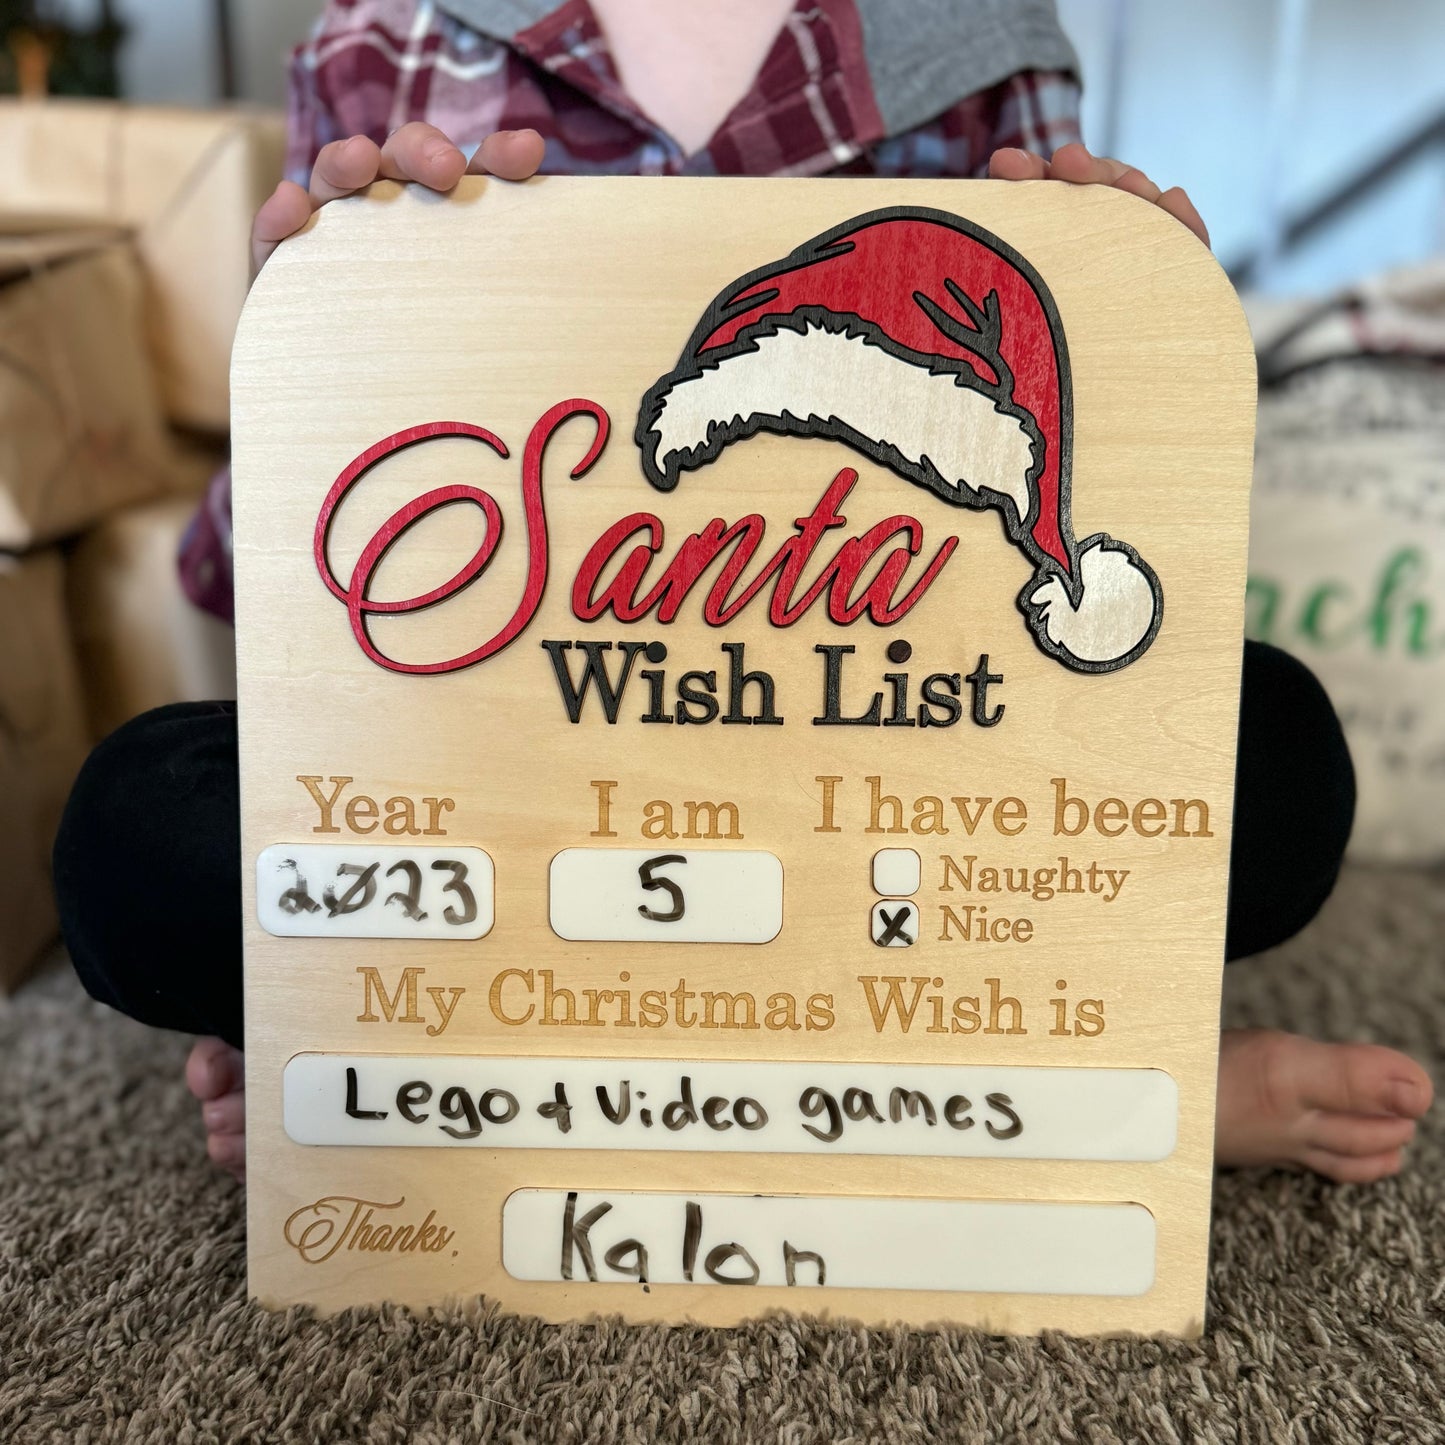 Santa
Wish List
Year
2023
I am
5
I have been
Naughty
X Nice
My Christmas Wish is
Lego & Video games
Thanks,
Kalon